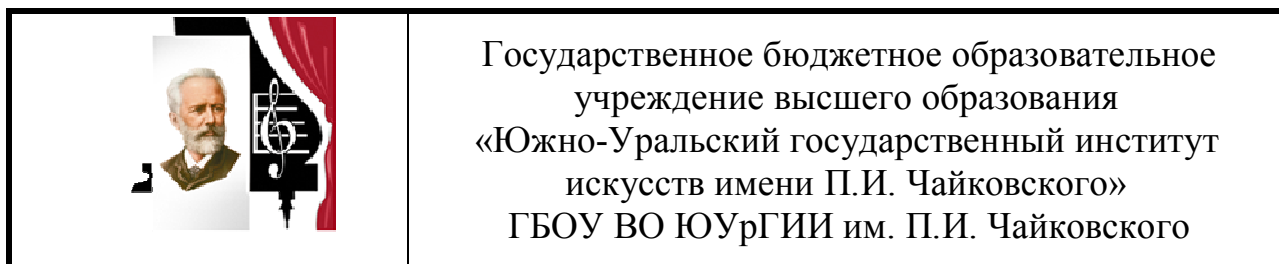 Государственное бюджетное образовательное
учреждение высшего образования
«Южно-Уральский государственный институт
искусств имени П.И. Чайковского»
ГБОУ ВО ЮУрГИИ им. П.И. Чайковского